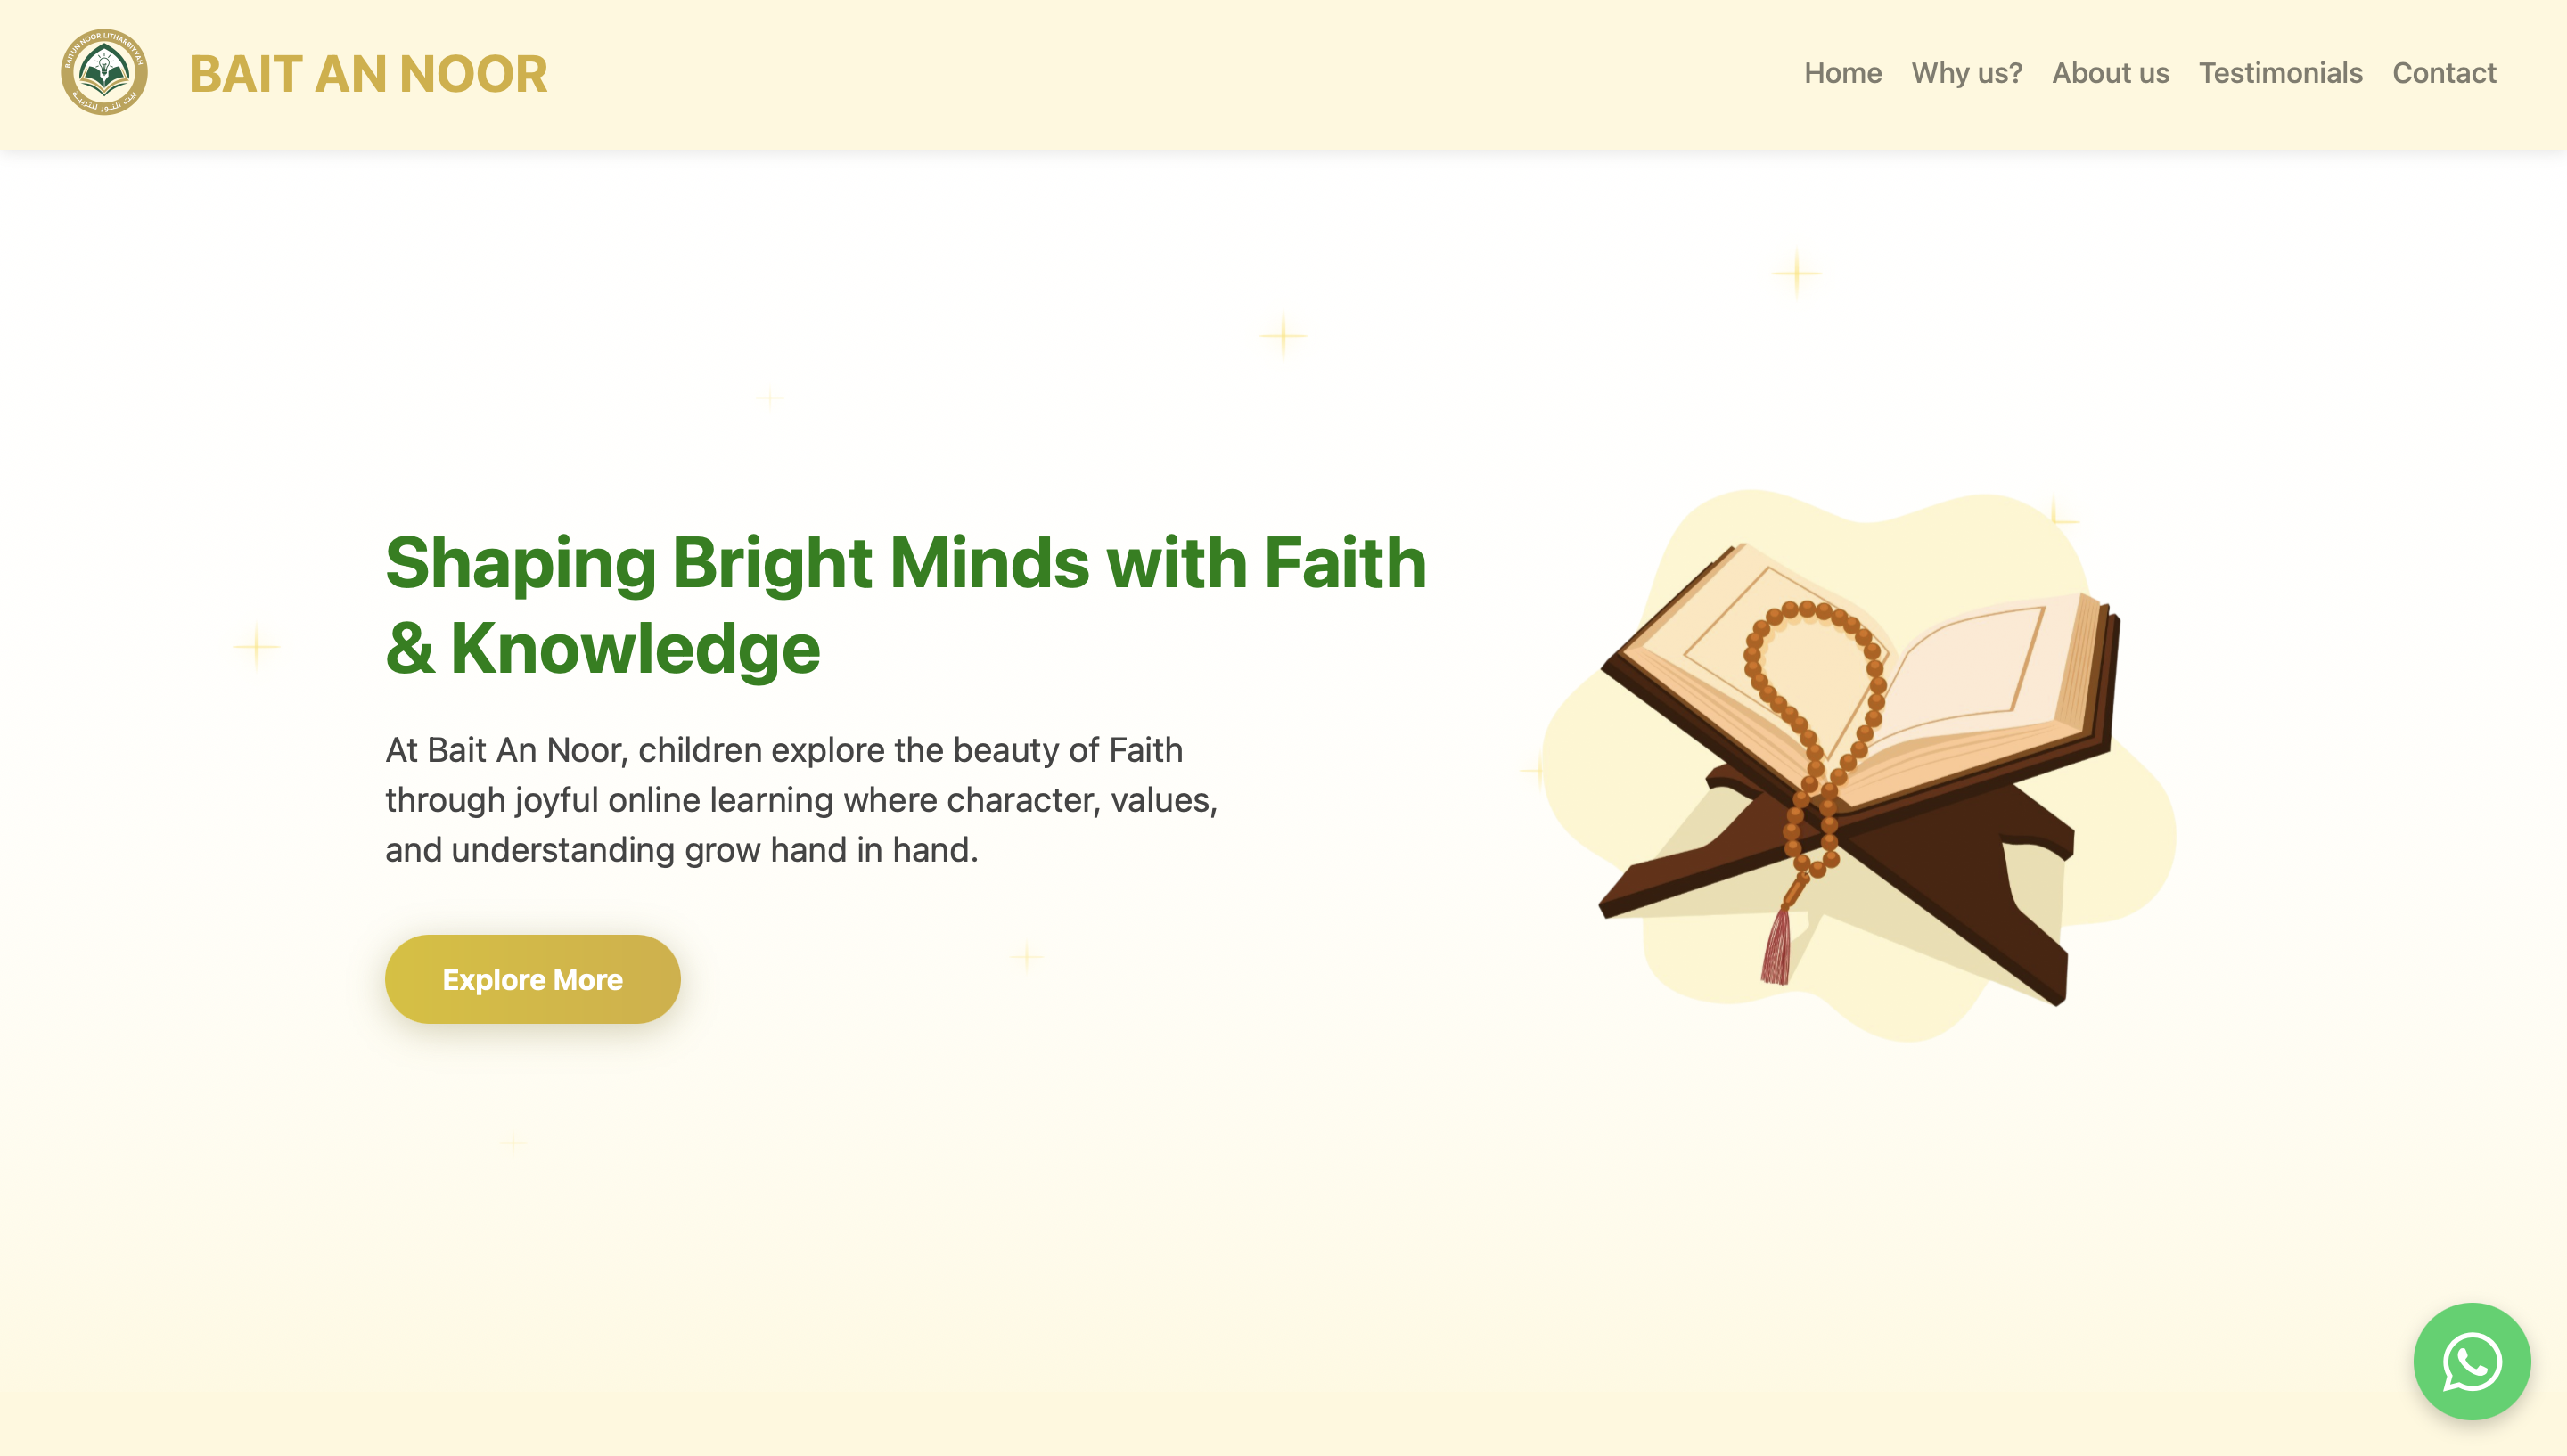 BAITUN NOOR LITHARBIYYAH
بيت النور للتربية
BAIT AN NOOR
Home
Why us?
About us
Testimonials
Contact
Shaping Bright Minds with Faith
& Knowledge
At Bait An Noor, children explore the beauty of Faith
through joyful online learning where character, values,
and understanding grow hand in hand.
Explore More